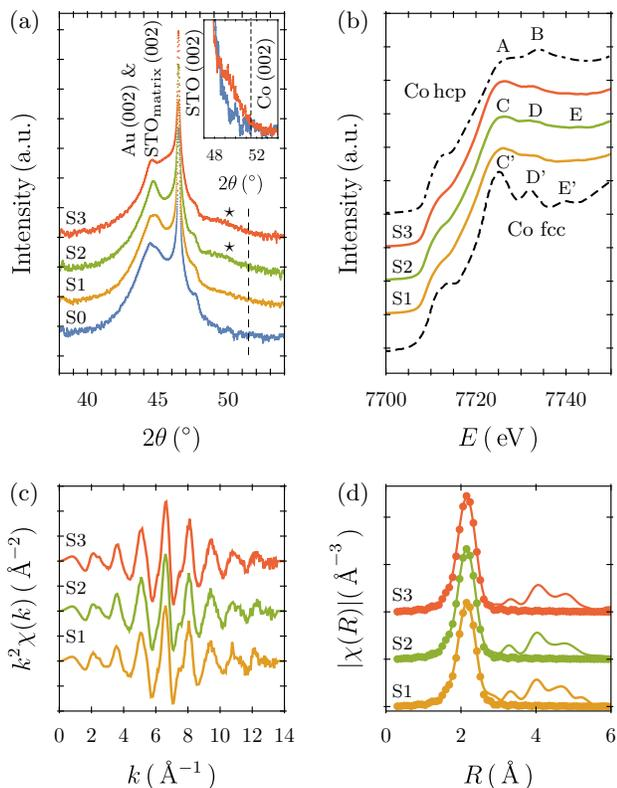 (a)
Intensity (a.u.)
Au (002) &
STOmatrix (002)
STO (002)
Co (002)
48 52
2θ (°)
S3
★
S2
★
S1
S0
40 45 50
2θ (°)
(b)
Intensity (a.u.)
A B
Co hcp
C D E
C' D' E'
Co fcc
S3
S2
S1
7700 7720 7740
E (eV)
(c)
k²χ(k) (Å⁻²)
S3
S2
S1
0 2 4 6 8 10 12 14
k (Å⁻¹)
(d)
|χ(R)| (Å⁻³)
S3
S2
S1
0 2 4 6
R (Å)